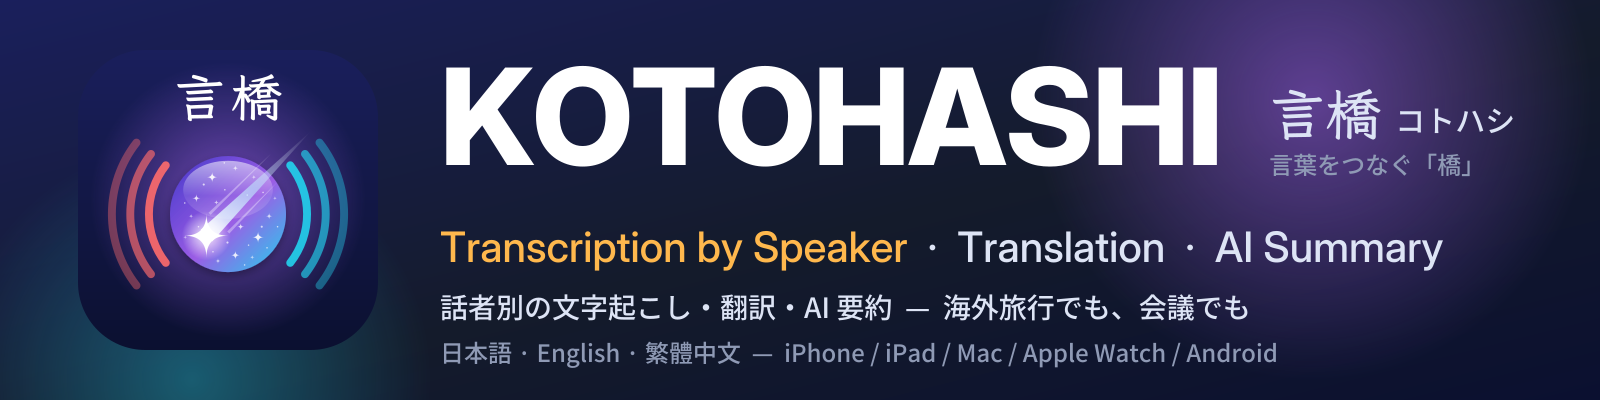 言橋
KOTOHASHI
言橋 コトハシ
言葉をつなぐ「橋」
Transcription by Speaker · Translation · AI Summary
話者別の文字起こし・翻訳・AI 要約 — 海外旅行でも、会議でも
日本語 · English · 繁體中文 — iPhone / iPad / Mac / Apple Watch / Android